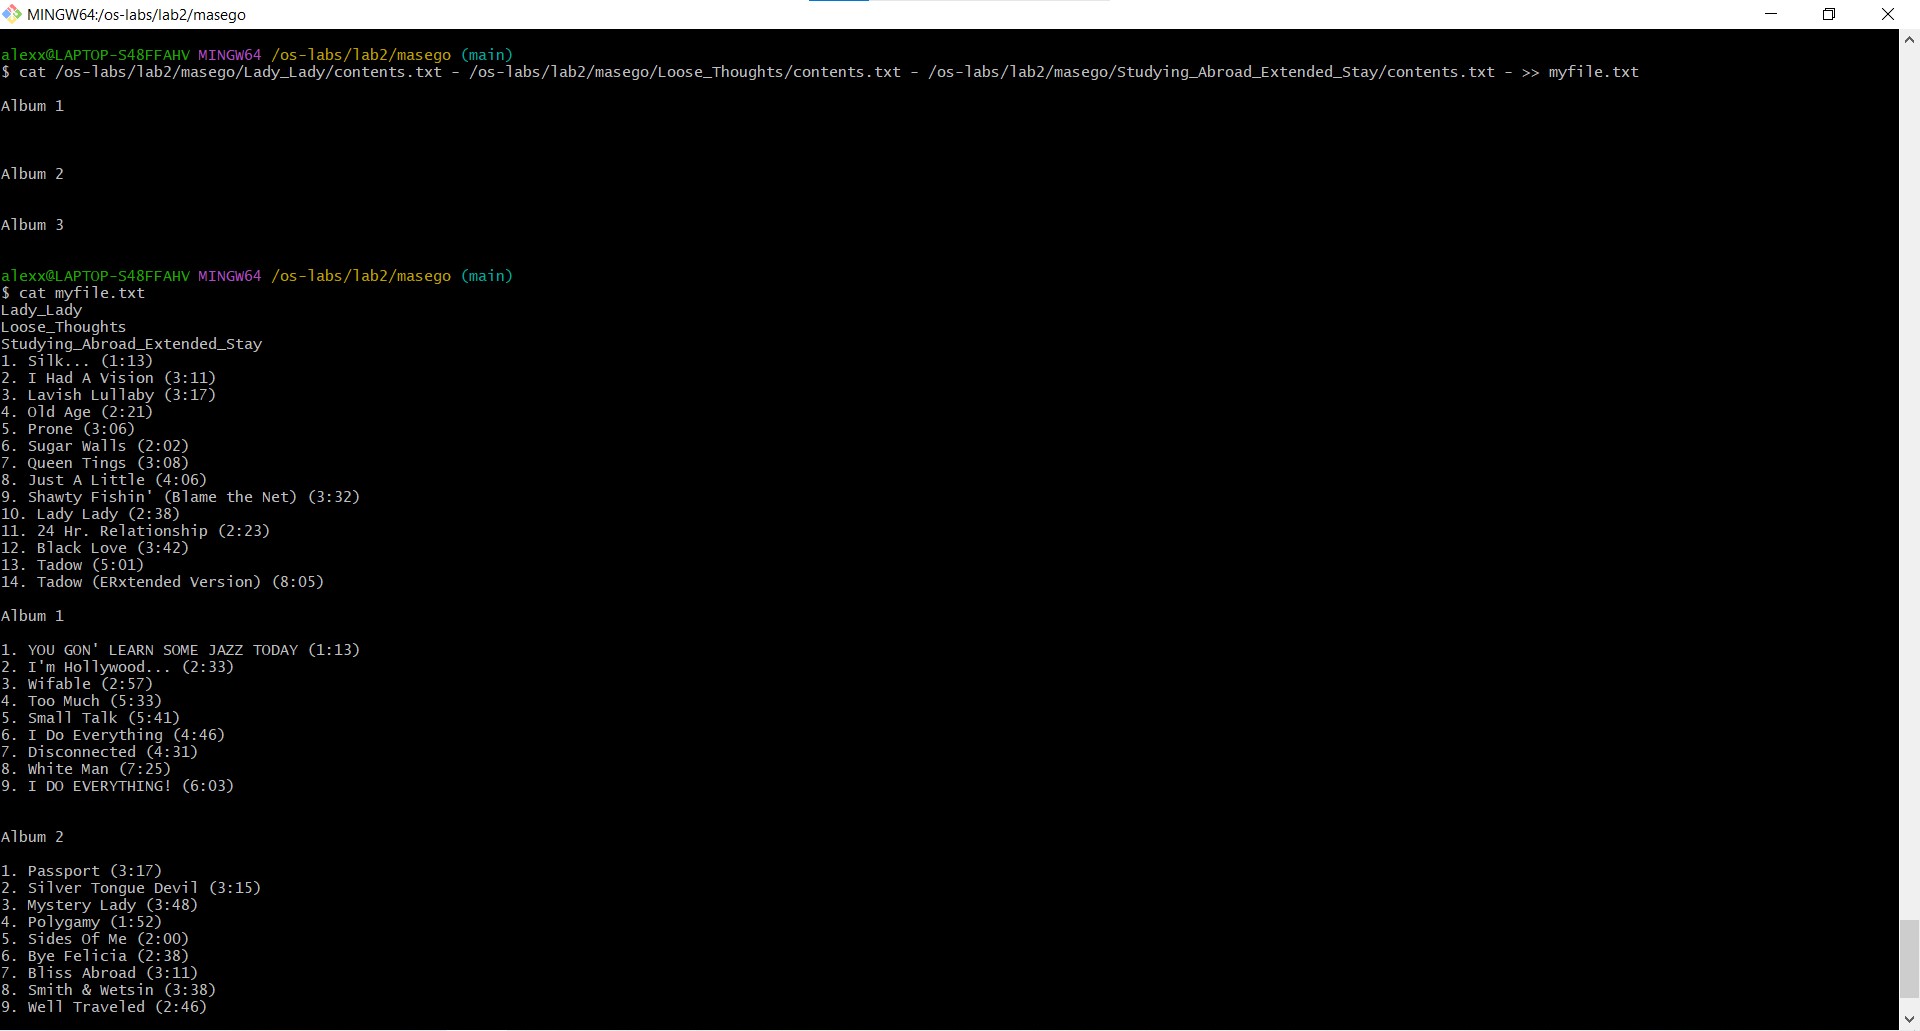 MINGW64:/os-labs/lab2/masego
alexx@LAPTOP-S48FFAHV MINGW64 /os-labs/lab2/masego (main)
$ cat /os-labs/lab2/masego/Lady_Lady/contents.txt - /os-labs/lab2/masego/Loose_Thoughts/contents.txt - /os-labs/lab2/masego/Studying_Abroad_Extended_Stay/contents.txt - >> myfile.txt
Album 1
Album 2
Album 3
alexx@LAPTOP-S48FFAHV MINGW64 /os-labs/lab2/masego (main)
$ cat myfile.txt
Lady_Lady
Loose_Thoughts
Studying_Abroad_Extended_Stay
1. Silk... (1:13)
2. I Had A Vision (3:11)
3. Lavish Lullaby (3:17)
4. Old Age (2:21)
5. Prone (3:06)
6. Sugar Walls (2:02)
7. Queen Tings (3:08)
8. Just A Little (4:06)
9. Shawty Fishin' (Blame the Net) (3:32)
10. Lady Lady (2:38)
11. 24 Hr. Relationship (2:23)
12. Black Love (3:42)
13. Tadow (5:01)
14. Tadow (ERxtended Version) (8:05)
Album 1
1. YOU GON' LEARN SOME JAZZ TODAY (1:13)
2. I'm Hollywood... (2:33)
3. Wifable (2:57)
4. Too Much (5:33)
5. Small Talk (5:41)
6. I Do Everything (4:46)
7. Disconnected (4:31)
8. White Man (7:25)
9. I DO EVERYTHING! (6:03)
Album 2
1. Passport (3:17)
2. Silver Tongue Devil (3:15)
3. Mystery Lady (3:48)
4. Polygamy (1:52)
5. Sides Of Me (2:00)
6. Bye Felicia (2:38)
7. Bliss Abroad (3:11)
8. Smith & Wetsin (3:38)
9. Well Traveled (2:46)